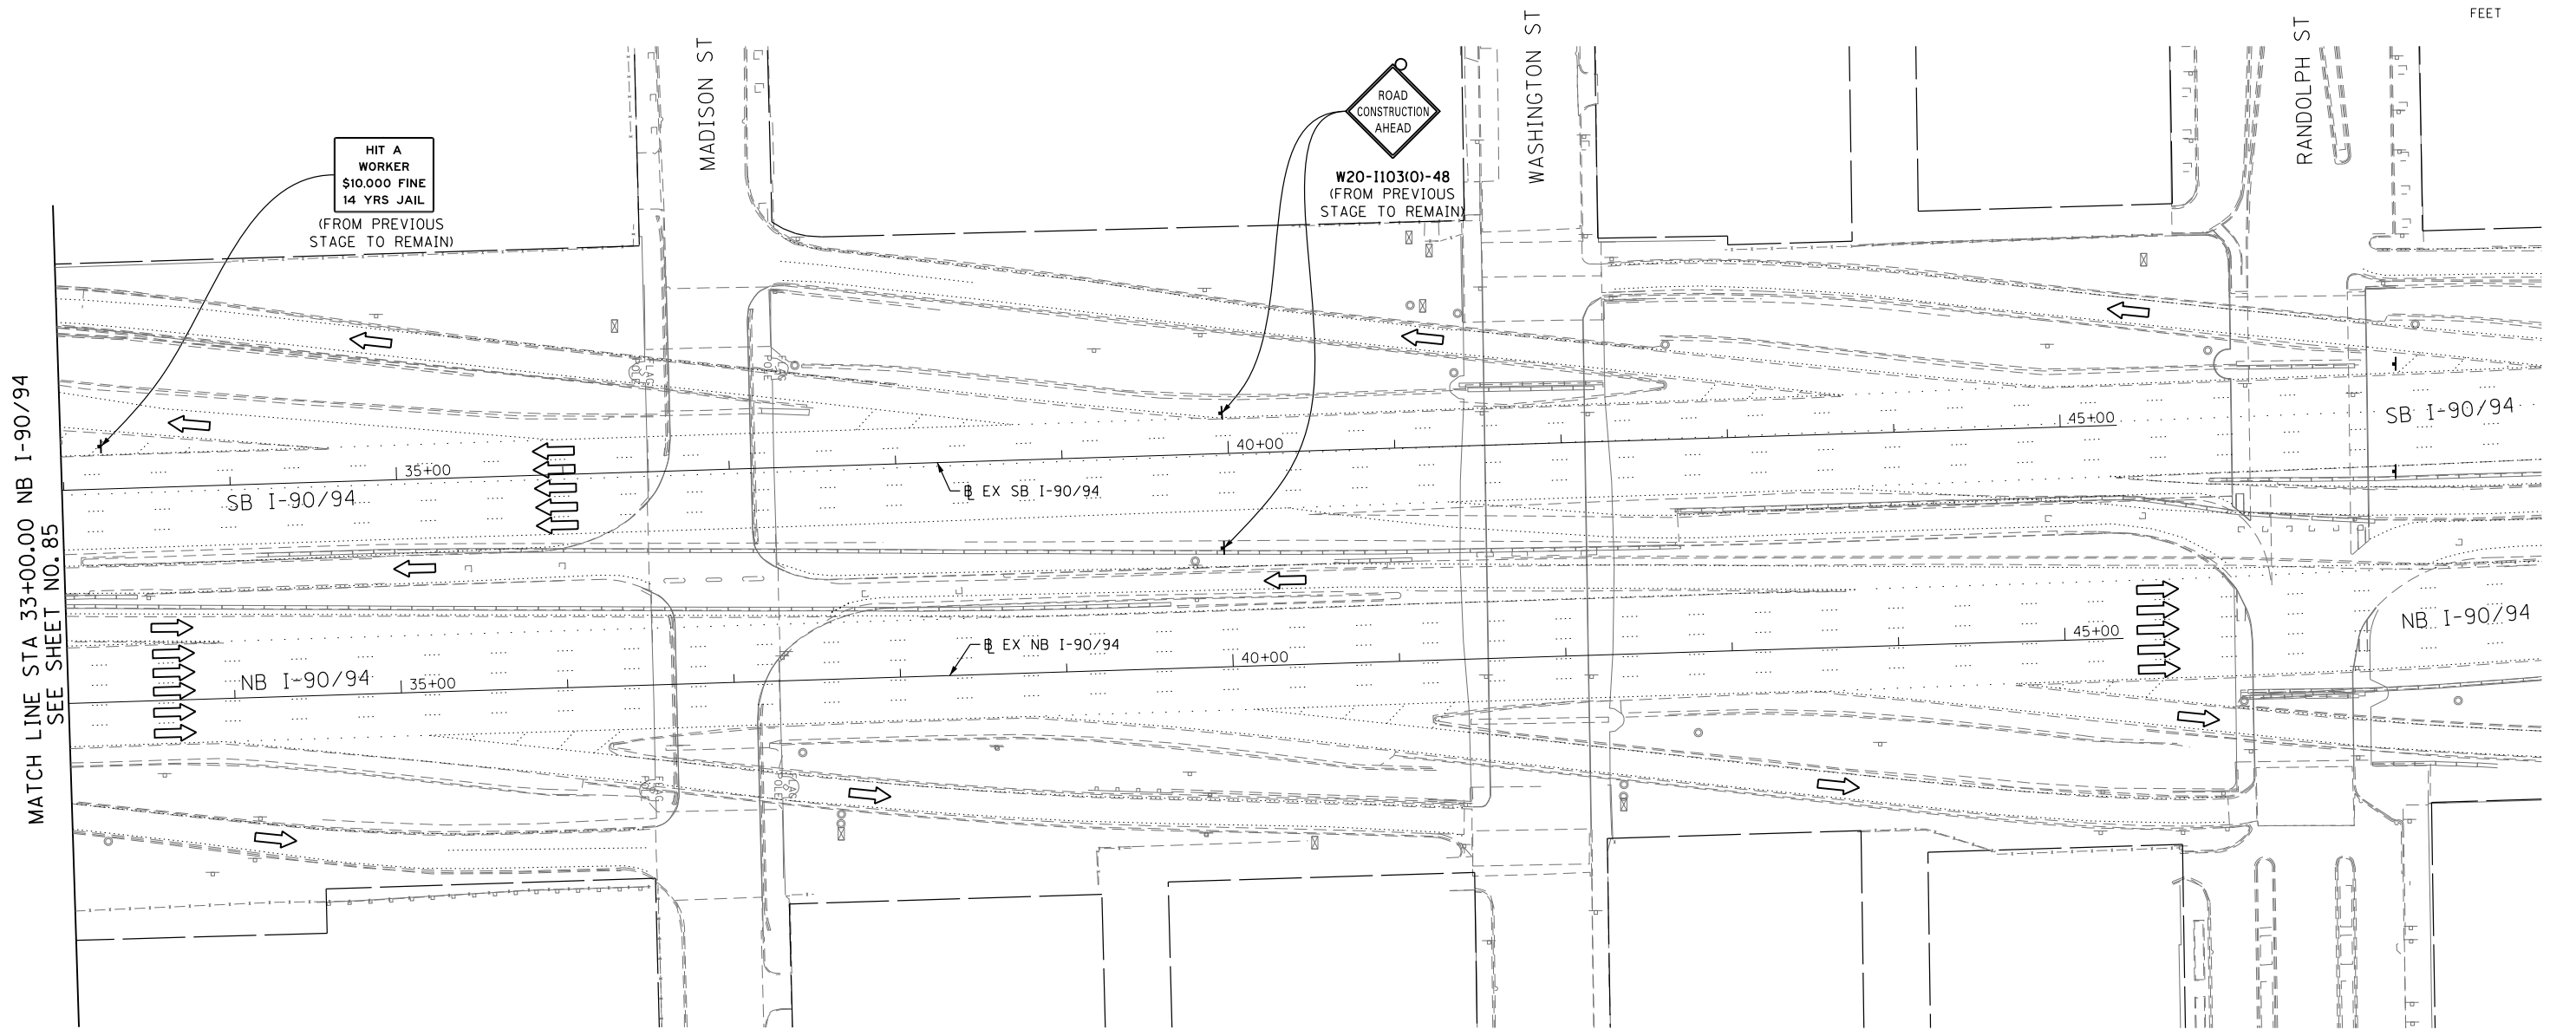 FEET
MADISON ST
WASHINGTON ST
RANDOLPH ST
HIT A
WORKER
$10,000 FINE
14 YRS JAIL
(FROM PREVIOUS
STAGE TO REMAIN)
ROAD
CONSTRUCTION
AHEAD
W20-I103(O)-48
(FROM PREVIOUS
STAGE TO REMAIN)
MATCH LINE STA 33+00.00 NB I-90/94
SEE SHEET NO. 85
SB I-90/94
45+00
40+00
35+00
SB I-90/94
BL EX SB I-90/94
NB I-90/94
45+00
BL EX NB I-90/94
40+00
NB I-90/94
35+00